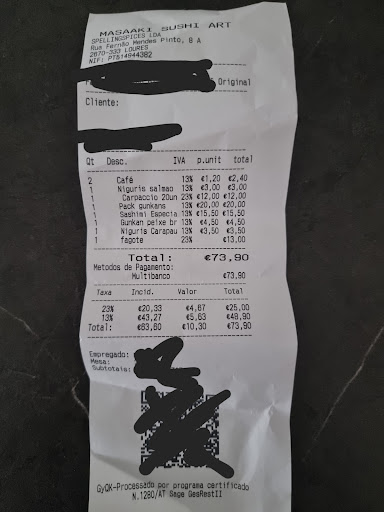 MASAAKI SUSHI ART
SPELLINGSPICES LDA
Rua Fernão Mendes Pinto, 8 A
2670-333 LOURES
NIF: PT514944382
Original
Cliente:
Qt Desc. IVA p.unit total
2 Café 13% €1,20 €2,40
1 Niguris salmao 13% €3,00 €3,00
1 Carpaccio 20un 23% €12,00 €12,00
1 Pack gunkans 13% €20,00 €20,00
1 Sashimi Especia 13% €15,50 €15,50
1 Gunkan peixe br 13% €4,50 €4,50
1 Niguris Carapau 13% €3,50 €3,50
1 fagote 23% €13,00
Total: €73,90
Metodos de Pagamento:
Multibanco €73,90
Taxa Incid. Valor Total
23% €20,33 €4,67 €25,00
13% €43,27 €5,63 €48,90
Total: €63,60 €10,30 €73,90
Empregado:
Mesa:
Subtotais:
GyQK-Processado por programa certificado
N.1280/AT Sage GesRestII